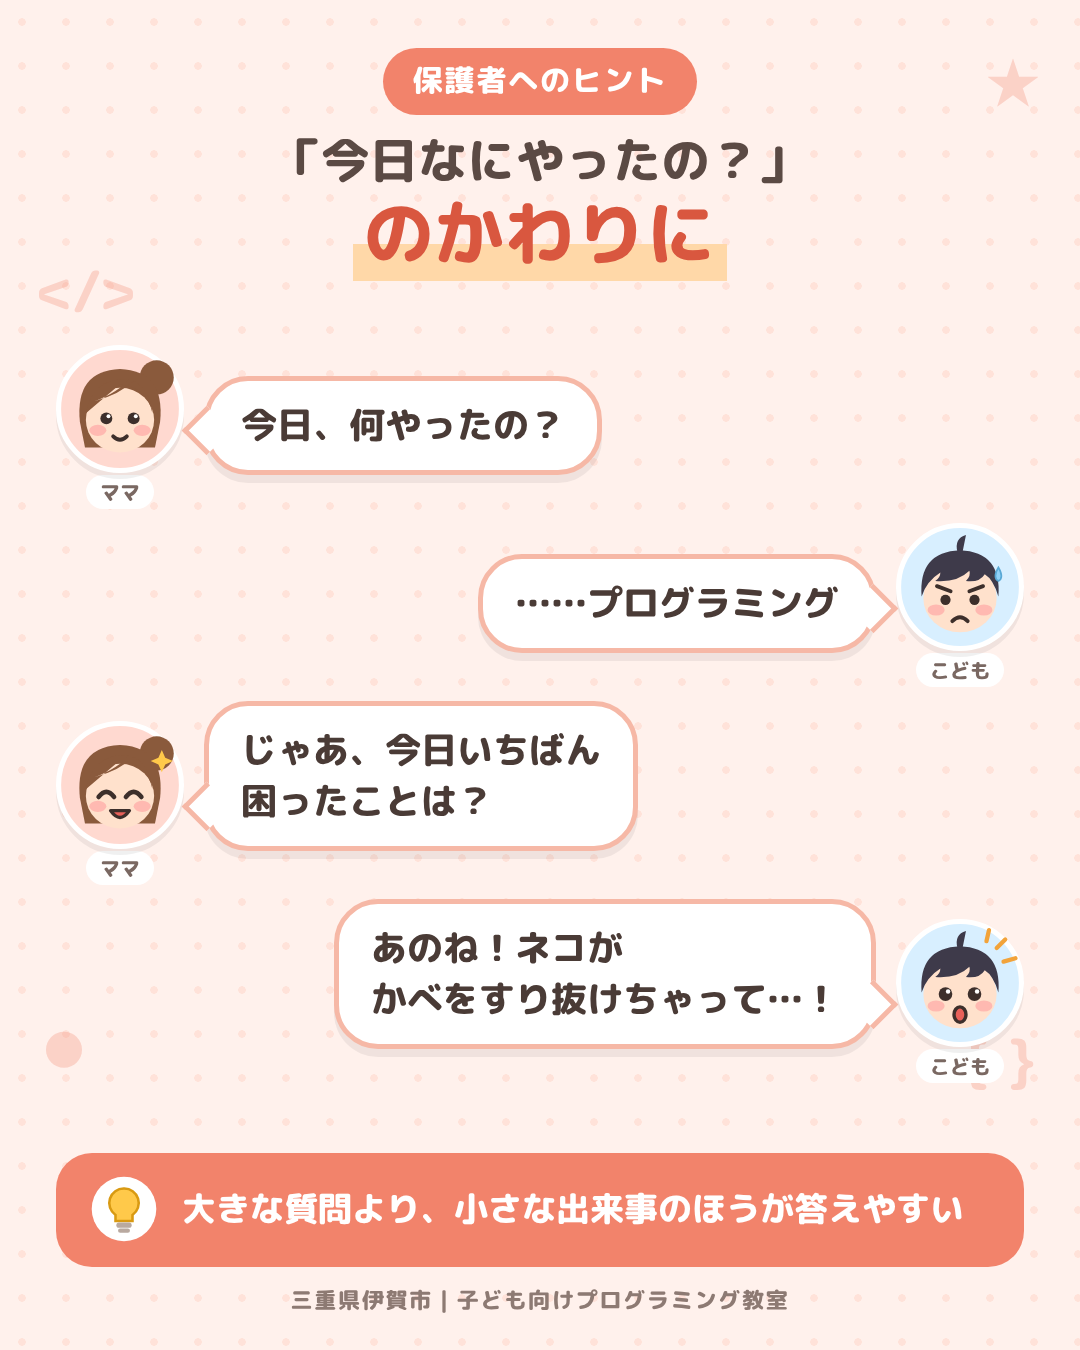 保護者へのヒント
「今日なにやったの？」
のかわりに
</>
今日、何やったの？
ママ
……プログラミング
こども
じゃあ、今日いちばん
困ったことは？
ママ
あのね！ネコが
かべをすり抜けちゃって…！
こども
{ }
大きな質問より、小さな出来事のほうが答えやすい
三重県伊賀市｜子ども向けプログラミング教室